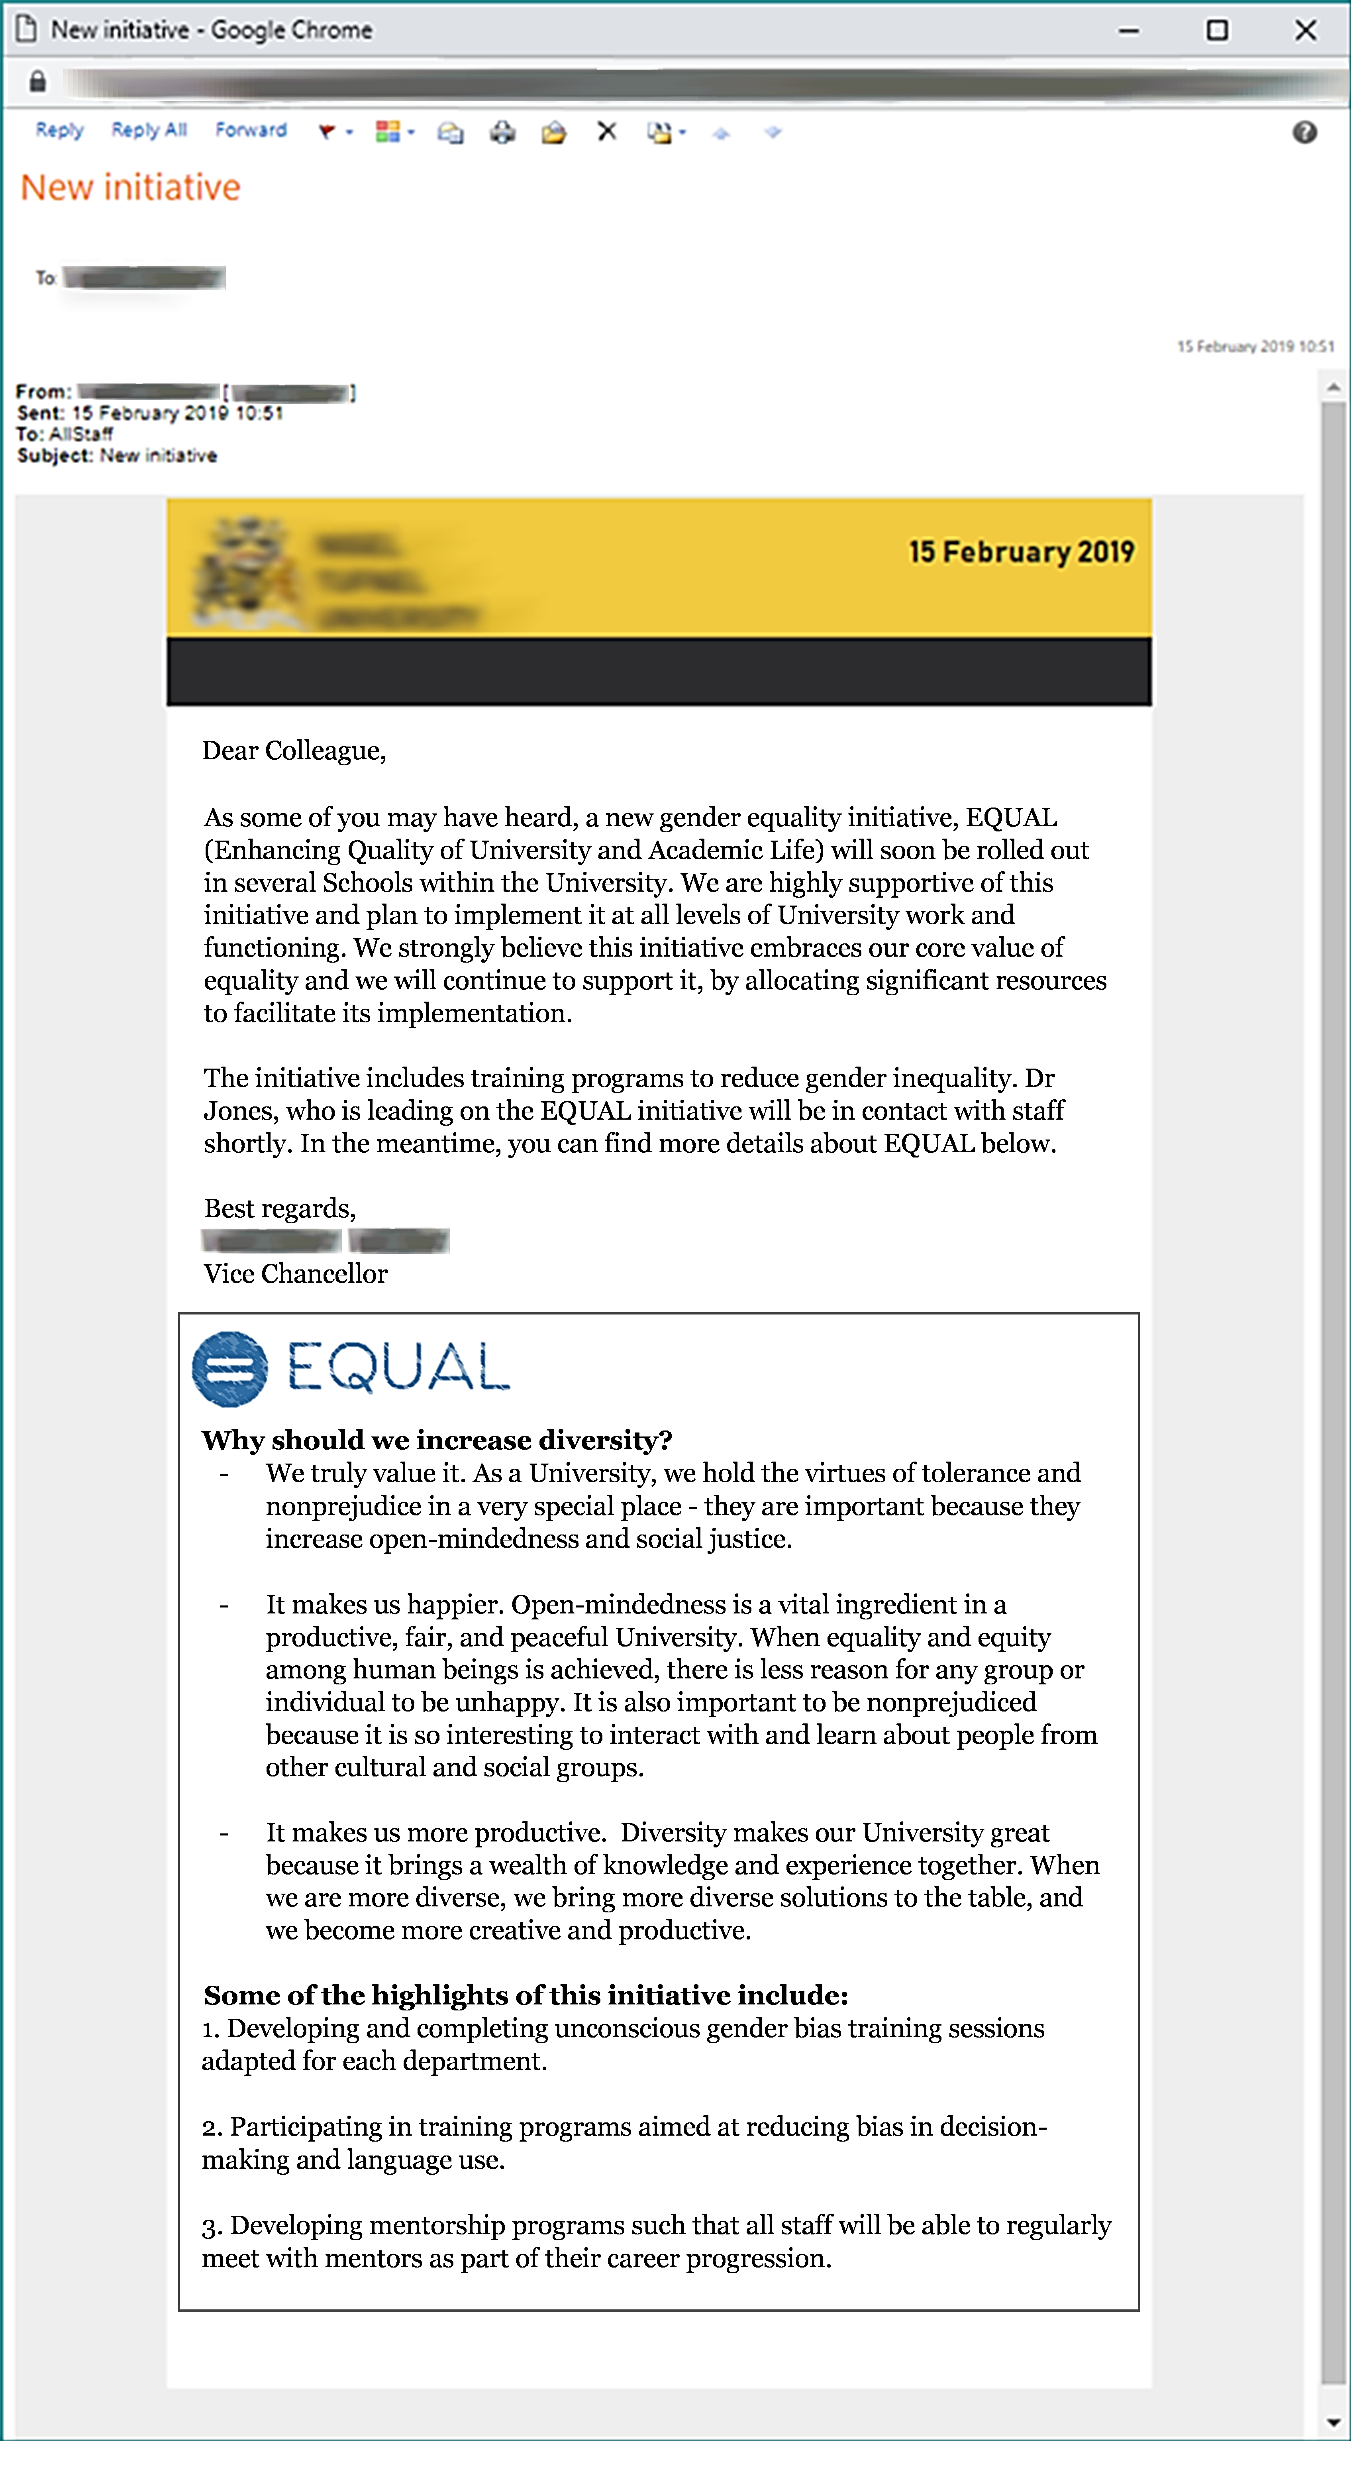 New initiative - Google Chrome
Reply Reply All Forward
New initiative
To:
15 February 2019 10:51
From: [ ]
Sent: 15 February 2019 10:51
To: AllStaff
Subject: New initiative
UNIVERSITY
15 February 2019
Dear Colleague,
As some of you may have heard, a new gender equality initiative, EQUAL
(Enhancing Quality of University and Academic Life) will soon be rolled out
in several Schools within the University. We are highly supportive of this
initiative and plan to implement it at all levels of University work and
functioning. We strongly believe this initiative embraces our core value of
equality and we will continue to support it, by allocating significant resources
to facilitate its implementation.
The initiative includes training programs to reduce gender inequality. Dr
Jones, who is leading on the EQUAL initiative will be in contact with staff
shortly. In the meantime, you can find more details about EQUAL below.
Best regards,
Vice Chancellor
EQUAL
Why should we increase diversity?
- We truly value it. As a University, we hold the virtues of tolerance and
nonprejudice in a very special place - they are important because they
increase open-mindedness and social justice.
- It makes us happier. Open-mindedness is a vital ingredient in a
productive, fair, and peaceful University. When equality and equity
among human beings is achieved, there is less reason for any group or
individual to be unhappy. It is also important to be nonprejudiced
because it is so interesting to interact with and learn about people from
other cultural and social groups.
- It makes us more productive.  Diversity makes our University great
because it brings a wealth of knowledge and experience together. When
we are more diverse, we bring more diverse solutions to the table, and
we become more creative and productive.
Some of the highlights of this initiative include:
1. Developing and completing unconscious gender bias training sessions
adapted for each department.
2. Participating in training programs aimed at reducing bias in decision-
making and language use.
3. Developing mentorship programs such that all staff will be able to regularly
meet with mentors as part of their career progression.